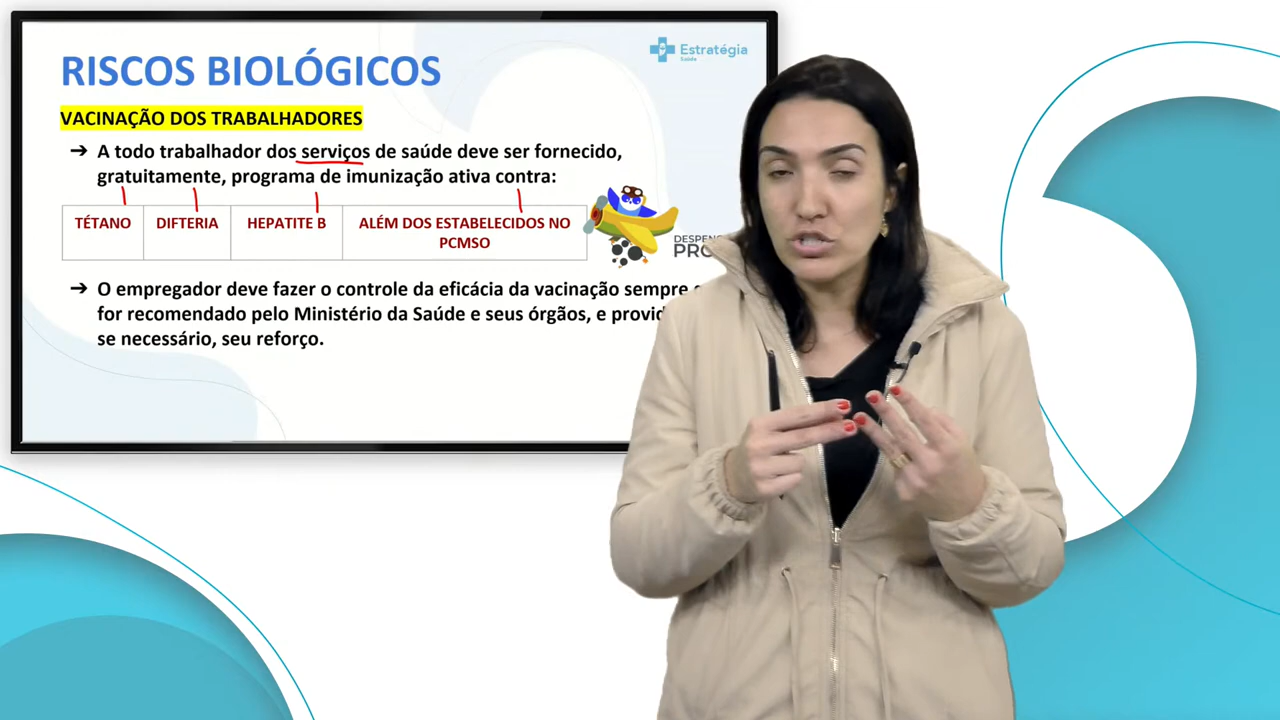 RISCOS BIOLÓGICOS
Estratégia
Saúde
VACINAÇÃO DOS TRABALHADORES
➔ A todo trabalhador dos serviços de saúde deve ser fornecido,
gratuitamente, programa de imunização ativa contra:
TÉTANO
DIFTERIA
HEPATITE B
ALÉM DOS ESTABELECIDOS NO
PCMSO
➔ O empregador deve fazer o controle da eficácia da vacinação sempre
for recomendado pelo Ministério da Saúde e seus órgãos, e
se necessário, seu reforço.